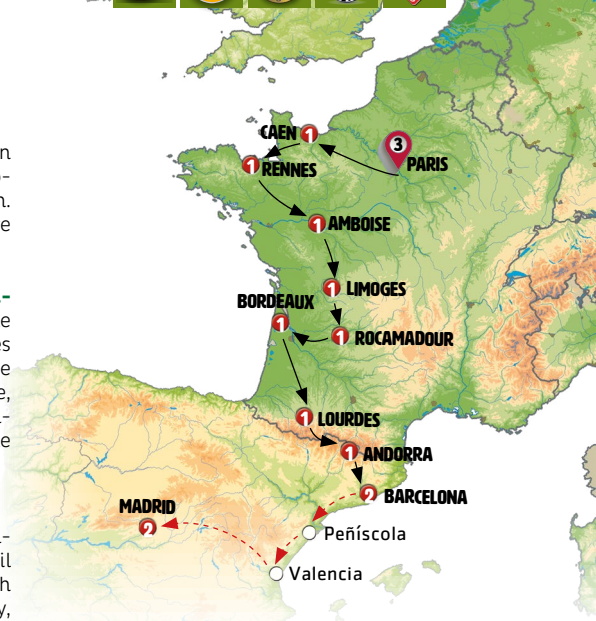 n
o-
n.
e
e
s
e
e,
e
il
h
y,
CAEN 1
3
PARIS
1 RENNES
1 AMBOISE
1 LIMOGES
BORDEAUX
1
1 ROCAMADOUR
1 LOURDES
1 ANDORRA
2 BARCELONA
MADRID
2
Peñíscola
Valencia